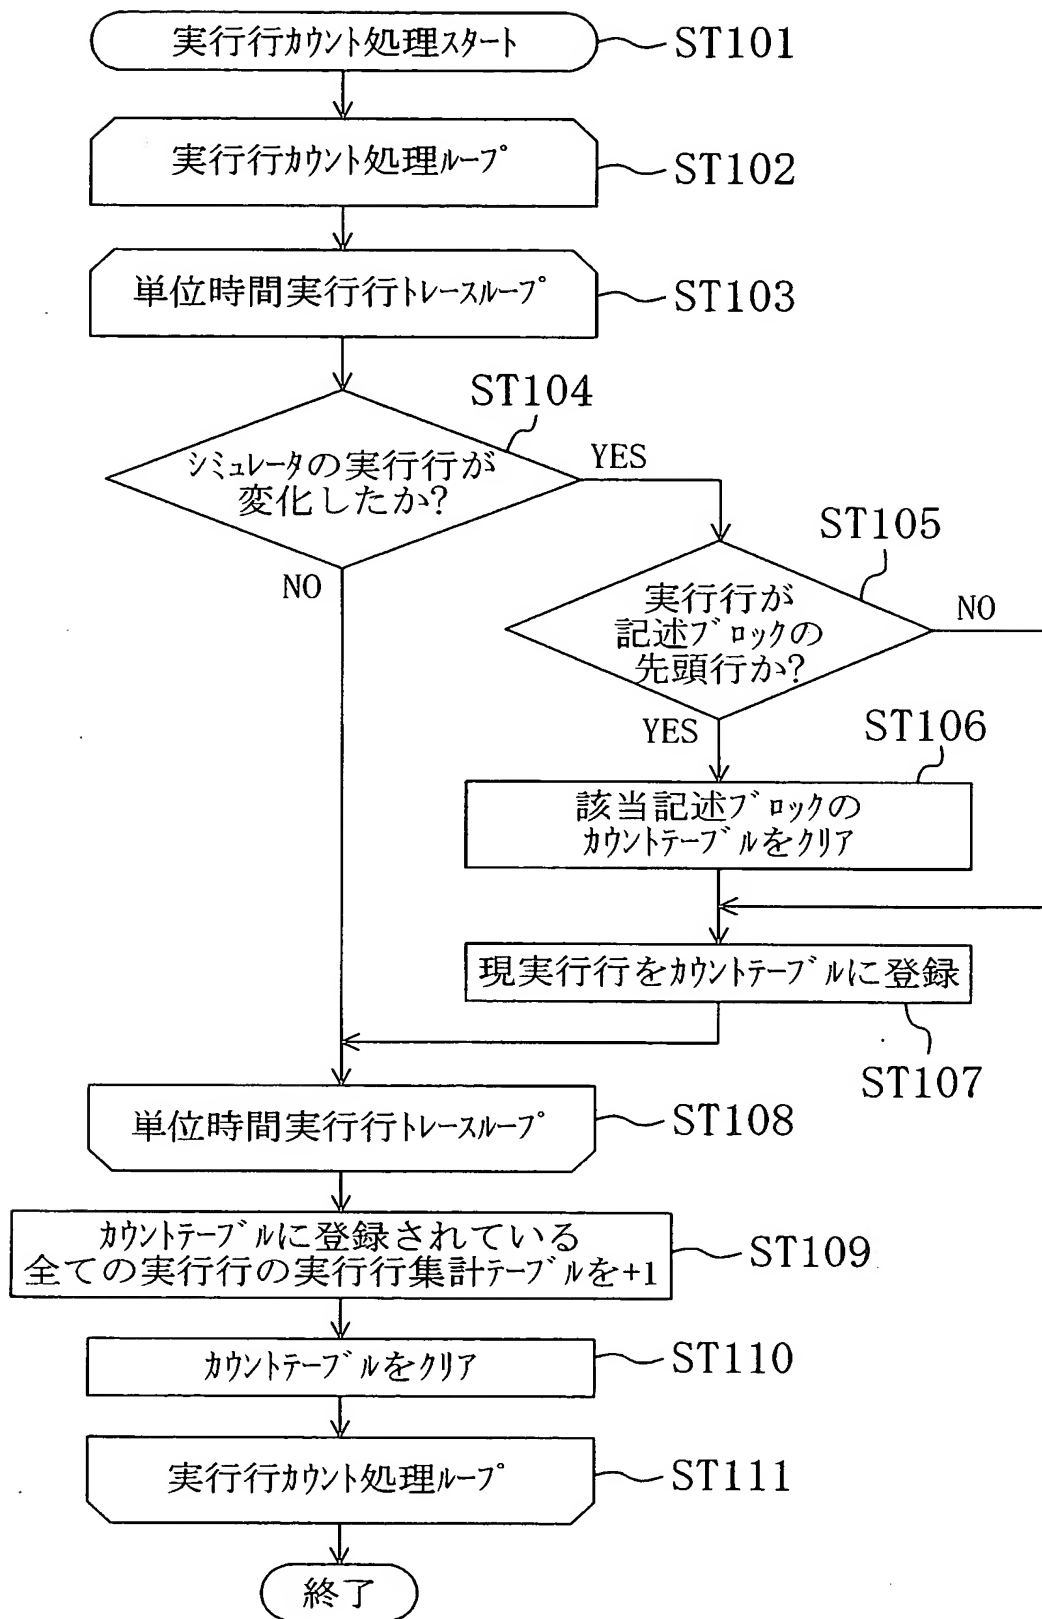 実行行カウント処理スタート
ST101
実行行カウント処理ループ
ST102
単位時間実行行トレースループ
ST103
ST104
シミュレータの実行行が
変化したか?
YES
NO
ST105
実行行が
記述ブロックの
先頭行か?
NO
YES
ST106
該当記述ブロックの
カウントテーブルをクリア
現実行行をカウントテーブルに登録
ST107
単位時間実行行トレースループ
ST108
カウントテーブルに登録されている
全ての実行行の実行行集計テーブルを+1
ST109
カウントテーブルをクリア
ST110
実行行カウント処理ループ
ST111
終了